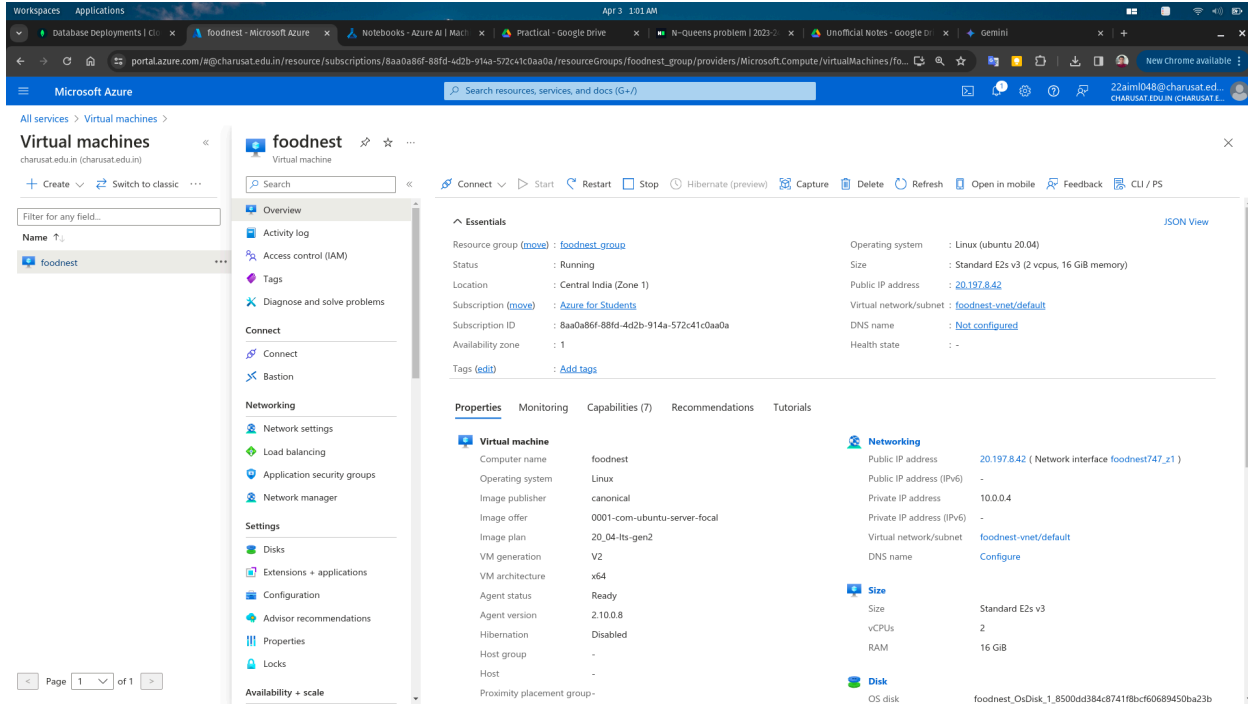 Workspaces Applications Apr 3 1:01 AM
Database Deployments | Clo × foodnest - Microsoft Azure × Notebooks - Azure AI | Mach × Practical - Google Drive × N-Queens problem | 2023-2 × Unofficial Notes - Google Dri × Gemini × +
portal.azure.com/#@charusat.edu.in/resource/subscriptions/8aa0a86f-88fd-4d2b-914a-572c41c0aa0a/resourceGroups/foodnest_group/providers/Microsoft.Compute/virtualMachines/fo... New Chrome available
Microsoft Azure
Search resources, services, and docs (G+/)
1
22aiml048@charusat.ed...
CHARUSAT.EDU.IN (CHARUSAT.E...
All services > Virtual machines >
Virtual machines
charusat.edu.in (charusat.edu.in)
+ Create Switch to classic ...
Filter for any field...
Name ↑
foodnest ...
< Page 1 of 1 >
foodnest ...
Virtual machine
Search
Overview
Activity log
Access control (IAM)
Tags
Diagnose and solve problems
Connect
Connect
Bastion
Networking
Network settings
Load balancing
Application security groups
Network manager
Settings
Disks
Extensions + applications
Configuration
Advisor recommendations
Properties
Locks
Availability + scale
Connect Start Restart Stop Hibernate (preview) Capture Delete Refresh Open in mobile Feedback CLI / PS
Essentials JSON View
Resource group (move) : foodnest_group
Status : Running
Location : Central India (Zone 1)
Subscription (move) : Azure for Students
Subscription ID : 8aa0a86f-88fd-4d2b-914a-572c41c0aa0a
Availability zone : 1
Operating system : Linux (ubuntu 20.04)
Size : Standard E2s v3 (2 vcpus, 16 GiB memory)
Public IP address : 20.197.8.42
Virtual network/subnet : foodnest-vnet/default
DNS name : Not configured
Health state : -
Tags (edit) : Add tags
Properties Monitoring Capabilities (7) Recommendations Tutorials
Virtual machine
Computer name foodnest
Operating system Linux
Image publisher canonical
Image offer 0001-com-ubuntu-server-focal
Image plan 20_04-lts-gen2
VM generation V2
VM architecture x64
Agent status Ready
Agent version 2.10.0.8
Hibernation Disabled
Host group -
Host -
Proximity placement group -
Networking
Public IP address 20.197.8.42 ( Network interface foodnest747_z1 )
Public IP address (IPv6) -
Private IP address 10.0.0.4
Private IP address (IPv6) -
Virtual network/subnet foodnest-vnet/default
DNS name Configure
Size
Size Standard E2s v3
vCPUs 2
RAM 16 GiB
Disk
OS disk foodnest_OsDisk_1_8500dd384c8741f8bcf60689450ba23b